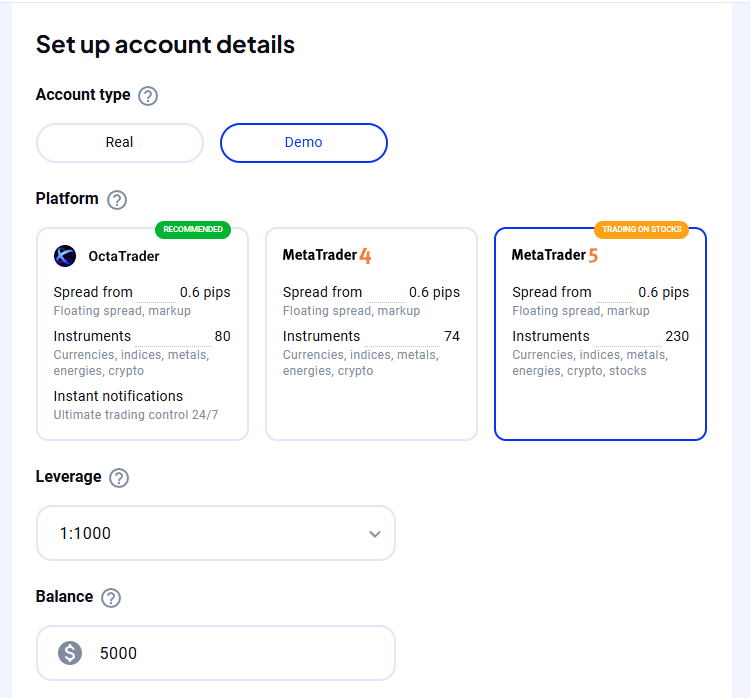 Set up account details
Account type ?
Real Demo
Platform ?
RECOMMENDED
OctaTrader
Spread from 0.6 pips
Floating spread, markup
Instruments 80
Currencies, indices, metals,
energies, crypto
Instant notifications
Ultimate trading control 24/7
MetaTrader 4
Spread from 0.6 pips
Floating spread, markup
Instruments 74
Currencies, indices, metals,
energies, crypto
TRADING ON STOCKS
MetaTrader 5
Spread from 0.6 pips
Floating spread, markup
Instruments 230
Currencies, indices, metals,
energies, crypto, stocks
Leverage ?
1:1000
Balance ?
$ 5000